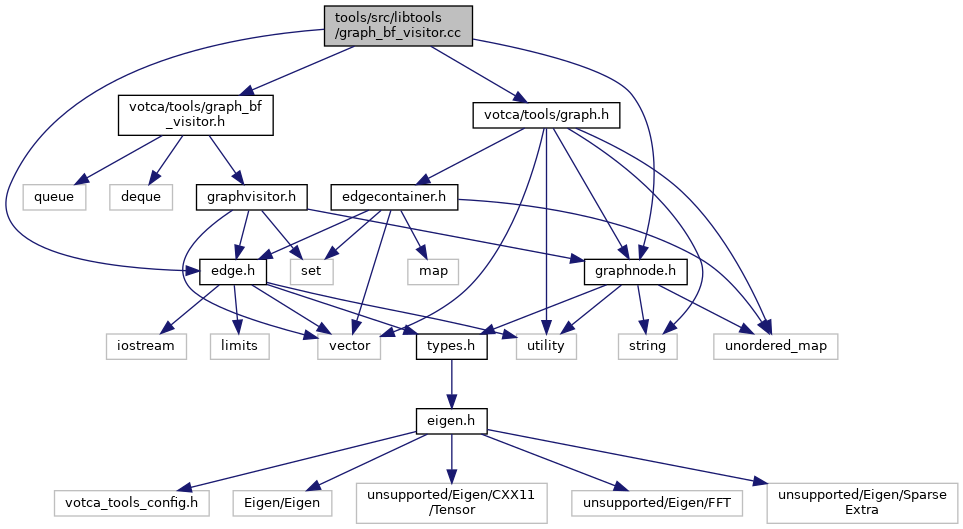 tools/src/libtools
/graph_bf_visitor.cc
votca/tools/graph_bf
_visitor.h
votca/tools/graph.h
queue
deque
graphvisitor.h
edgecontainer.h
edge.h
set
map
graphnode.h
iostream
limits
vector
types.h
utility
string
unordered_map
eigen.h
votca_tools_config.h
Eigen/Eigen
unsupported/Eigen/CXX11
/Tensor
unsupported/Eigen/FFT
unsupported/Eigen/Sparse
Extra